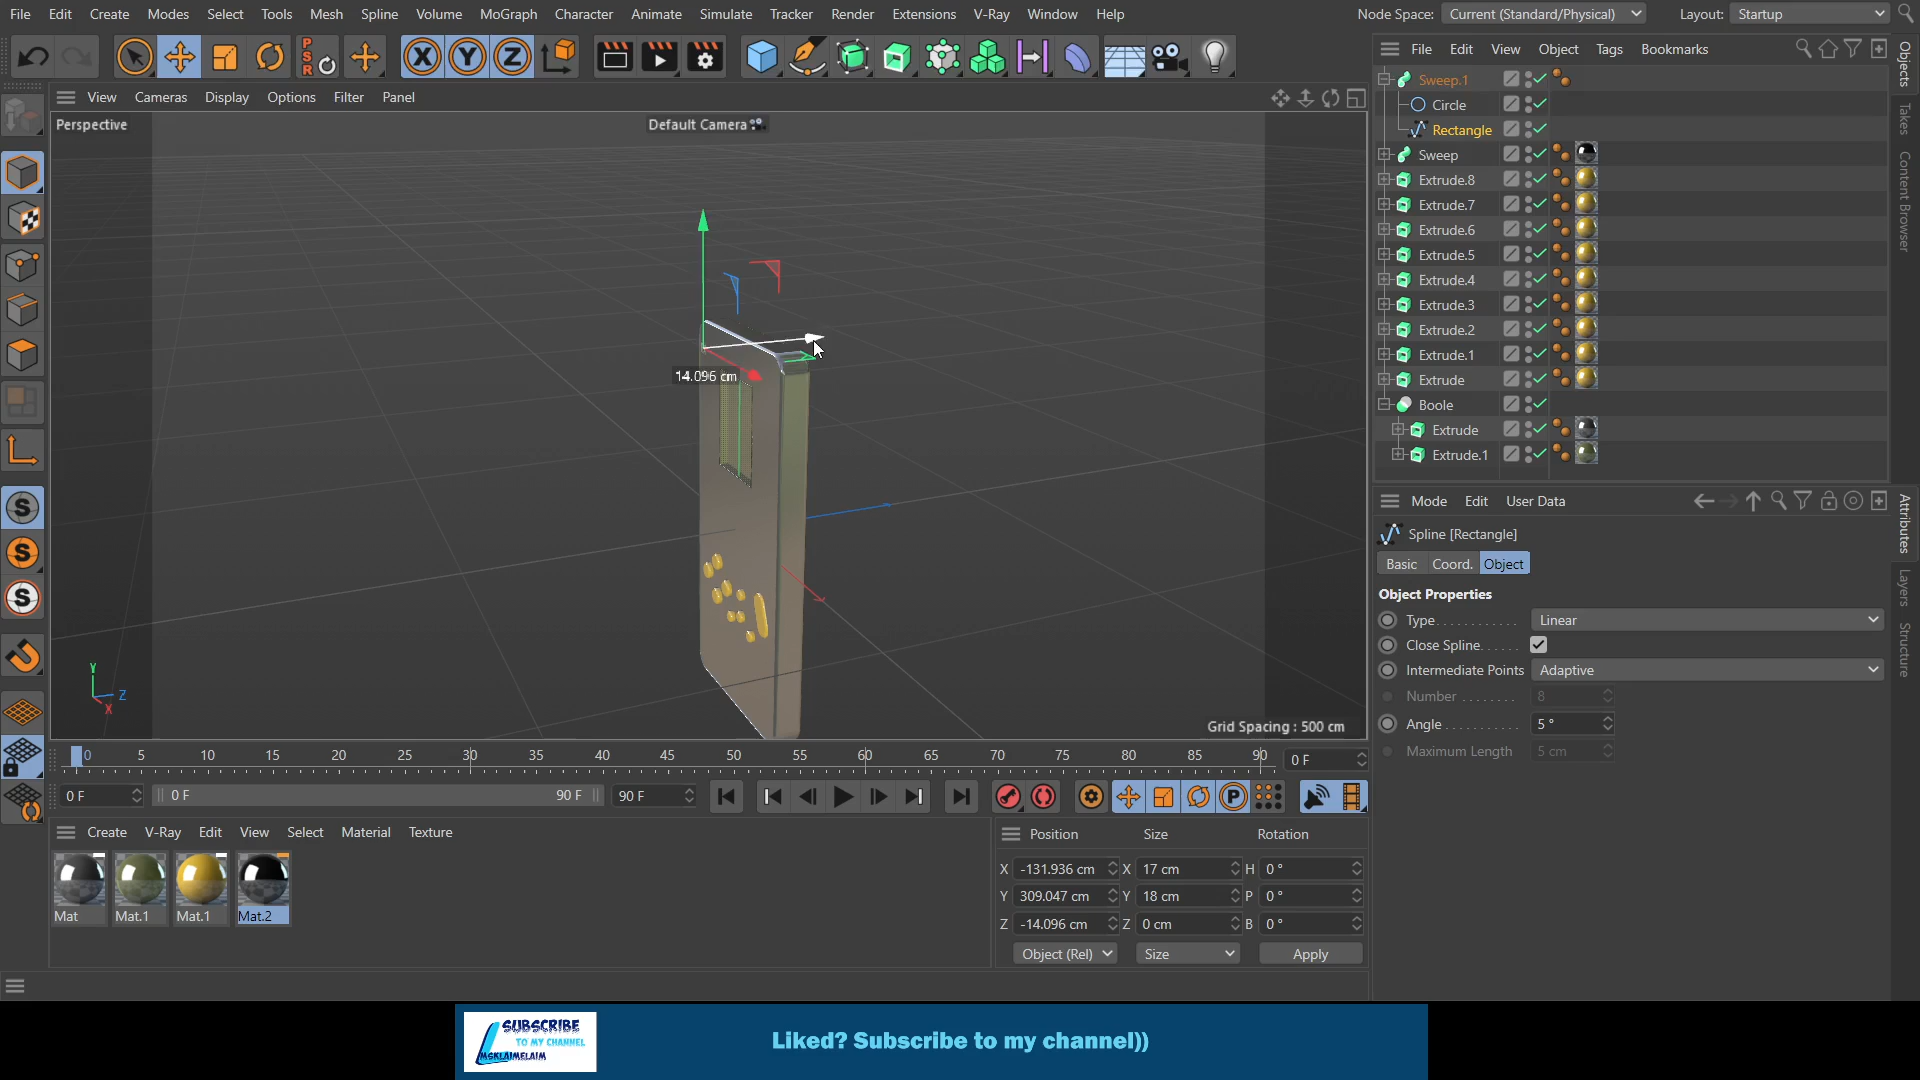 File Edit Create Modes Select Tools Mesh Spline Volume MoGraph Character Animate Simulate Tracker Render Extensions V-Ray Window Help
Node Space: Current (Standard/Physical) Layout: Startup
PSR X Y Z
File Edit View Object Tags Bookmarks
View Cameras Display Options Filter Panel
Perspective
Default Camera
Sweep.1
Circle
Rectangle
Sweep
Extrude.8
Extrude.7
Extrude.6
Extrude.5
Extrude.4
Extrude.3
Extrude.2
Extrude.1
Extrude
Boole
Extrude
Extrude.1
Objects
Takes
Content Browser
14.096 cm
Y
Z
X
Grid Spacing : 500 cm
Mode Edit User Data
Spline [Rectangle]
Basic Coord. Object
Object Properties
Type. . . . . . . . . . . . Linear
Close Spline. . . . . .
Intermediate Points Adaptive
Number . . . . . . . . 8
Angle. . . . . . . . . . . 5 °
Maximum Length 5 cm
Attributes
Layers
Structure
0 5 10 15 20 25 30 35 40 45 50 55 60 65 70 75 80 85 90 0 F
0 F 0 F 90 F 90 F
P
Create V-Ray Edit View Select Material Texture
Mat Mat.1 Mat.1 Mat.2
Position Size Rotation
X -131.936 cm X 17 cm H 0 °
Y 309.047 cm Y 18 cm P 0 °
Z -14.096 cm Z 0 cm B 0 °
Object (Rel) Size Apply
SUBSCRIBE
TO MY CHANNEL
MSKLAIMELAIM
Liked? Subscribe to my channel))